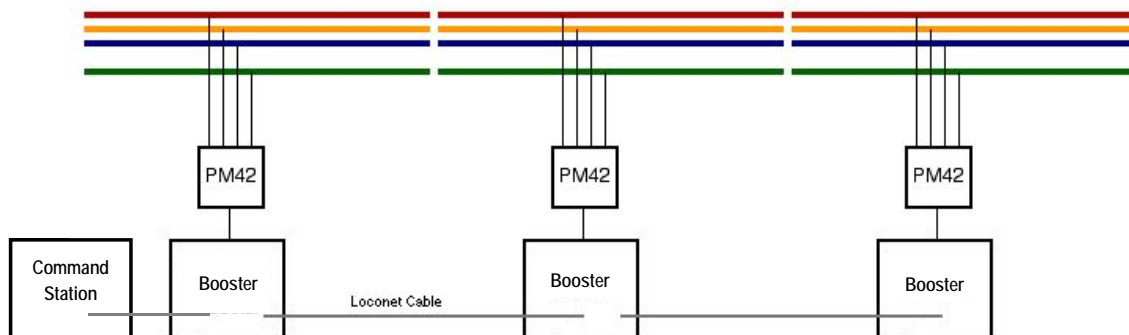 PM42
PM42
PM42
Command
Station
Booster
Booster
Booster
Loconet Cable